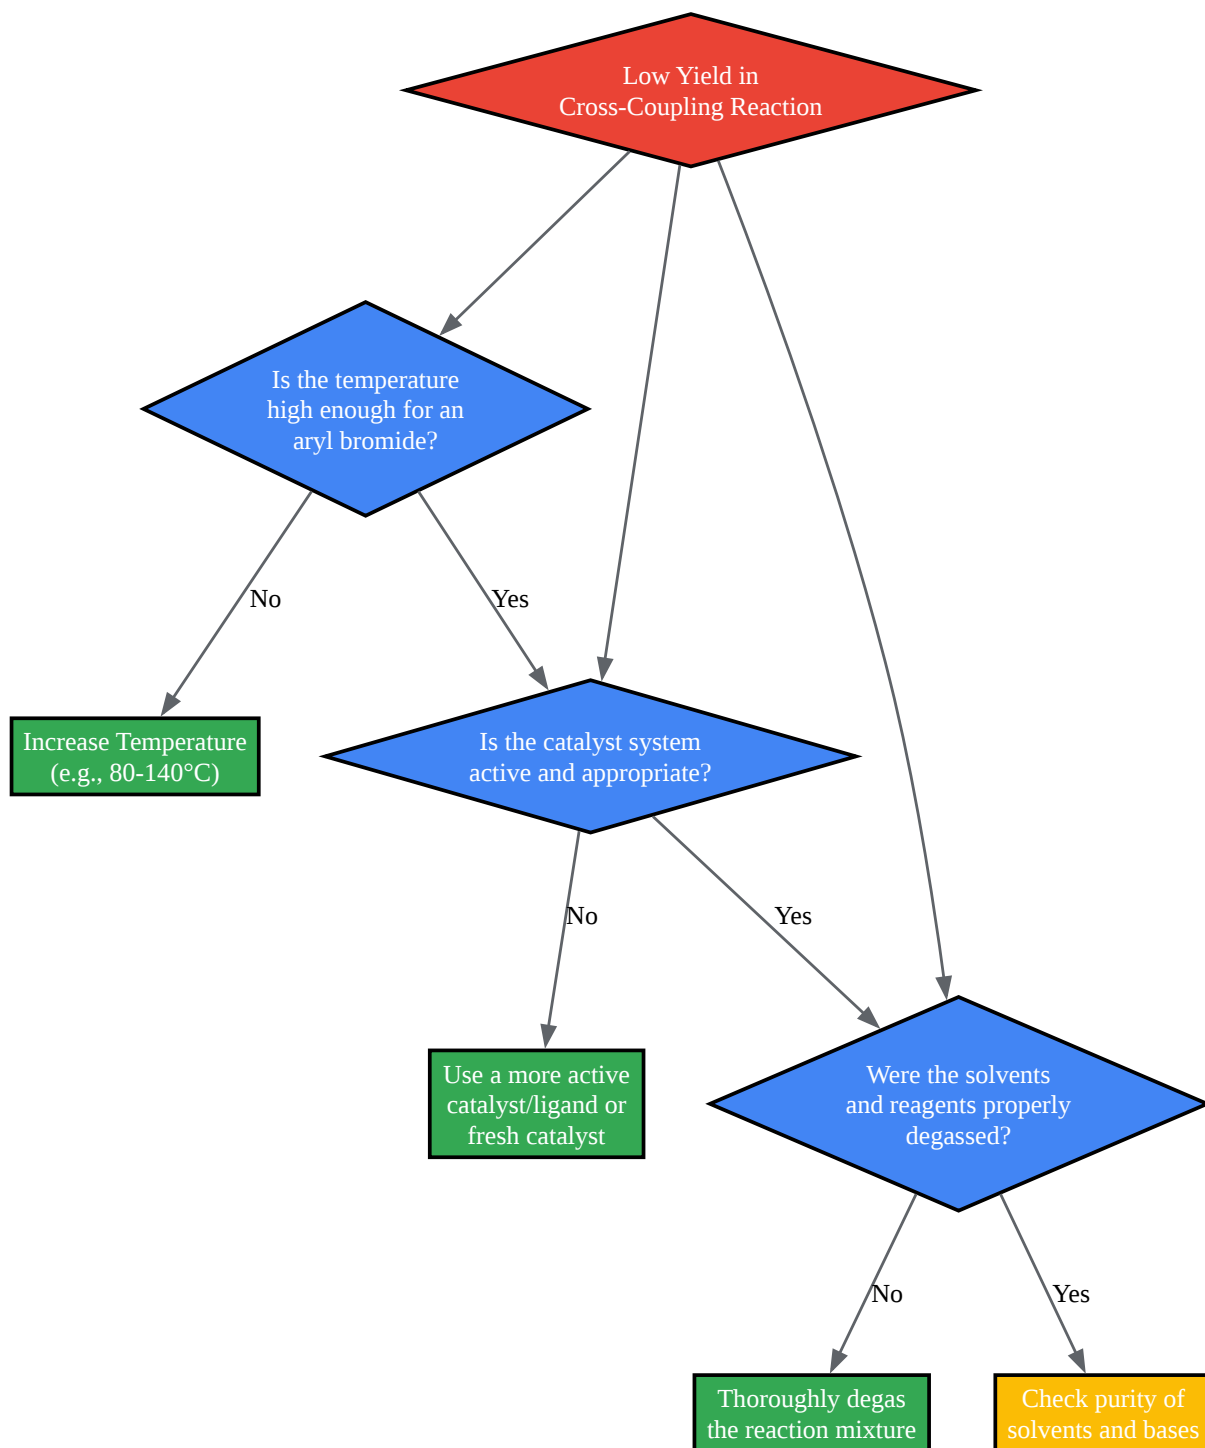 Low Yield in
Cross-Coupling Reaction
Is the temperature
high enough for an
aryl bromide?
No
Yes
Increase Temperature
(e.g., 80-140°C)
Is the catalyst system
active and appropriate?
No
Yes
Use a more active
catalyst/ligand or
fresh catalyst
Were the solvents
and reagents properly
degassed?
No
Yes
Thoroughly degas
the reaction mixture
Check purity of
solvents and bases